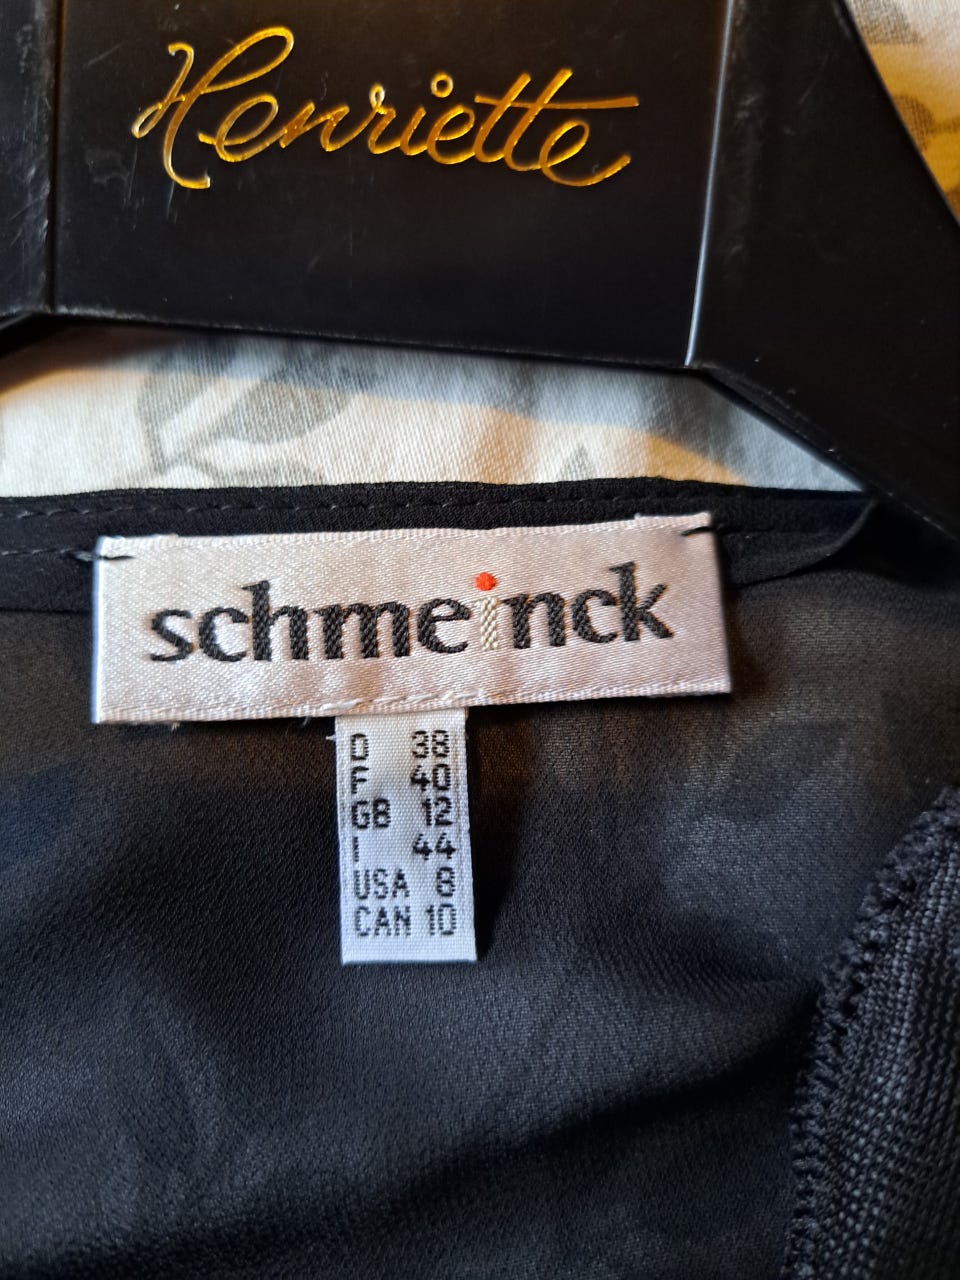 Henriette
schmeinck
D 38
F 40
GB 12
I 44
USA 8
CAN 10